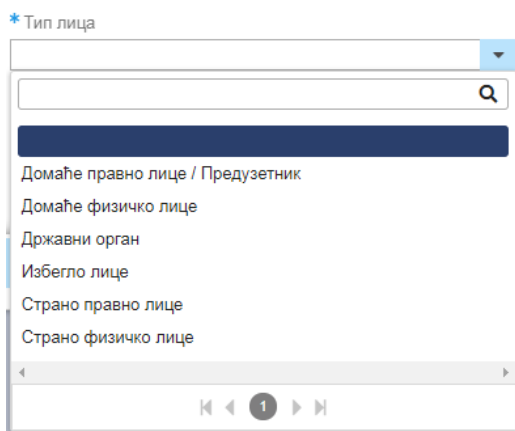 * Тип лица
Домаће правно лице / Предузетник
Домаће физичко лице
Државни орган
Избегло лице
Страно правно лице
Страно физичко лице
1